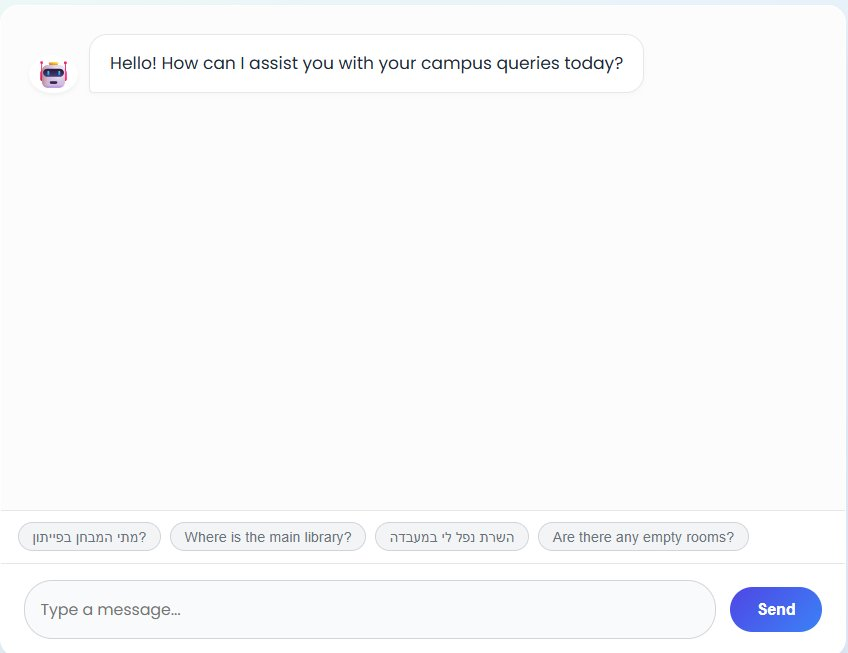 Hello! How can I assist you with your campus queries today?
מתי המבחן בפייתון?
Where is the main library?
השרת נפל לי במעבדה
Are there any empty rooms?
Type a message...
Send